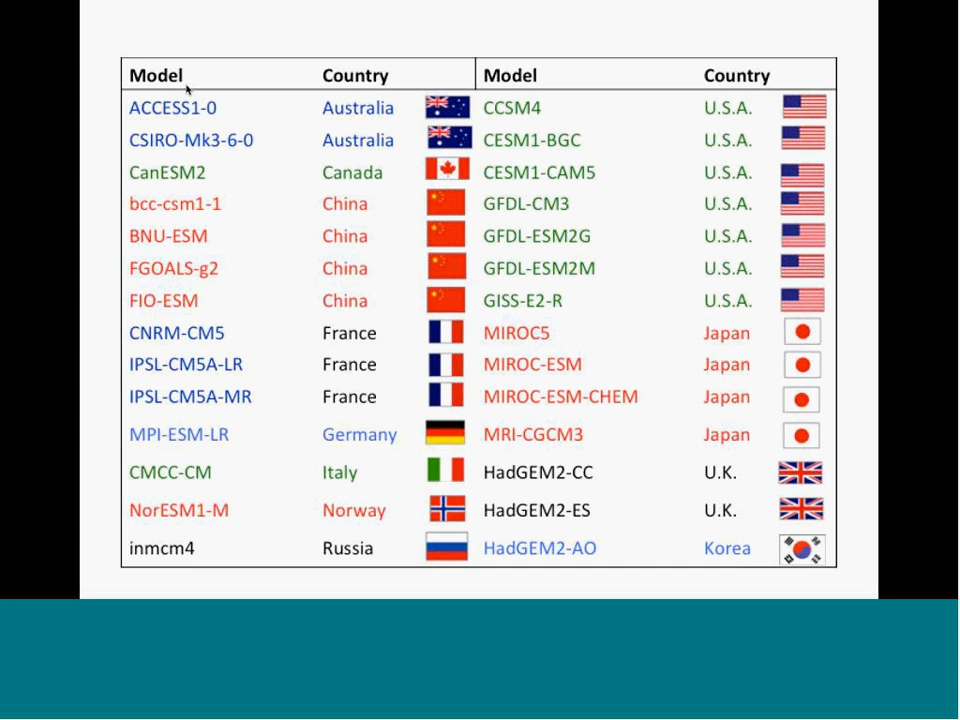 Model Country Model Country
ACCESS1-0 Australia CCSM4 U.S.A.
CSIRO-Mk3-6-0 Australia CESM1-BGC U.S.A.
CanESM2 Canada CESM1-CAM5 U.S.A.
bcc-csm1-1 China GFDL-CM3 U.S.A.
BNU-ESM China GFDL-ESM2G U.S.A.
FGOALS-g2 China GFDL-ESM2M U.S.A.
FIO-ESM China GISS-E2-R U.S.A.
CNRM-CM5 France MIROC5 Japan
IPSL-CM5A-LR France MIROC-ESM Japan
IPSL-CM5A-MR France MIROC-ESM-CHEM Japan
MPI-ESM-LR Germany MRI-CGCM3 Japan
CMCC-CM Italy HadGEM2-CC U.K.
NorESM1-M Norway HadGEM2-ES U.K.
inmcm4 Russia HadGEM2-AO Korea